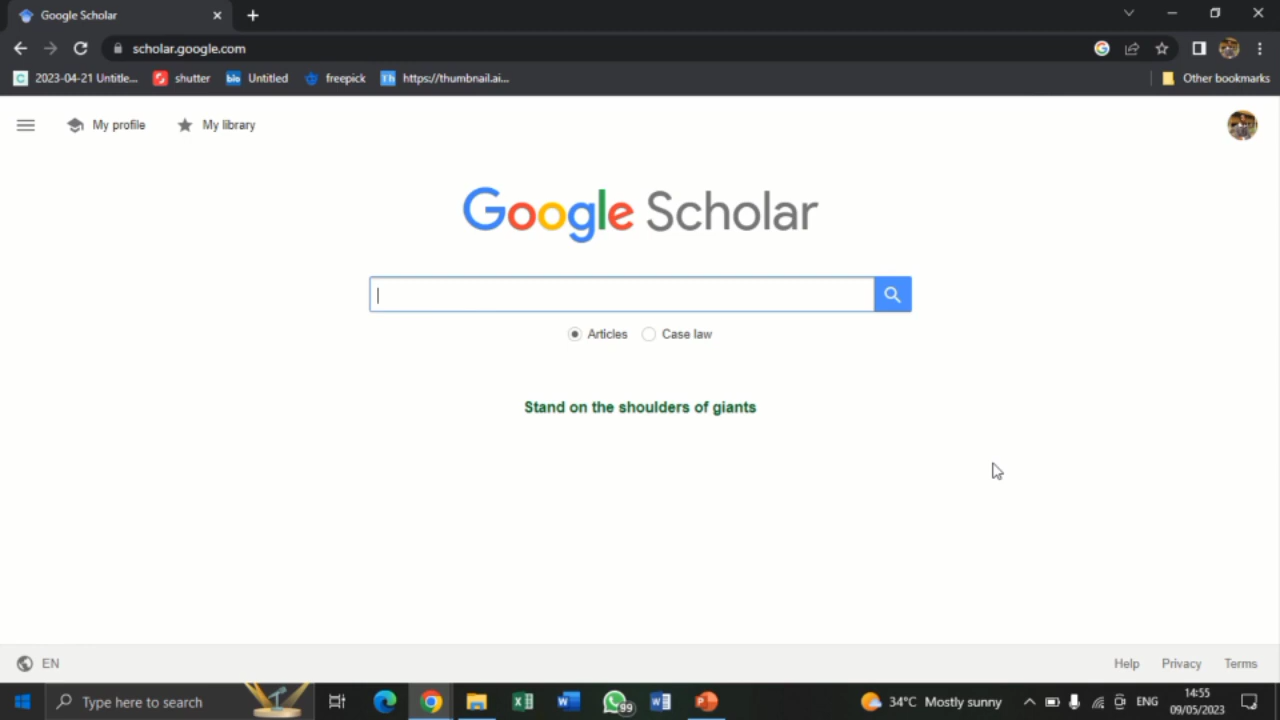 Google Scholar
scholar.google.com
2023-04-21 Untitle...
shutter
Untitled
freepick
https://thumbnail.ai...
Other bookmarks
My profile
My library
Google Scholar
Articles
Case law
Stand on the shoulders of giants
EN
Help
Privacy
Terms
Type here to search
99
34°C Mostly sunny
ENG
14:55
09/05/2023